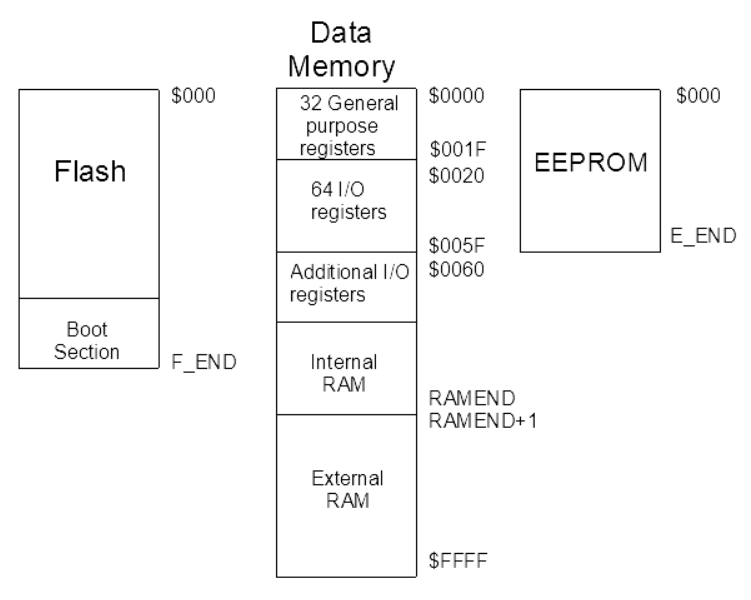 Data
Memory
$000
Flash
Boot
Section
F_END
32 General
purpose
registers
$0000
$001F
64 I/O
registers
$0020
$005F
Additional I/O
registers
$0060
Internal
RAM
RAMEND
RAMEND+1
External
RAM
$FFFF
$000
EEPROM
E_END